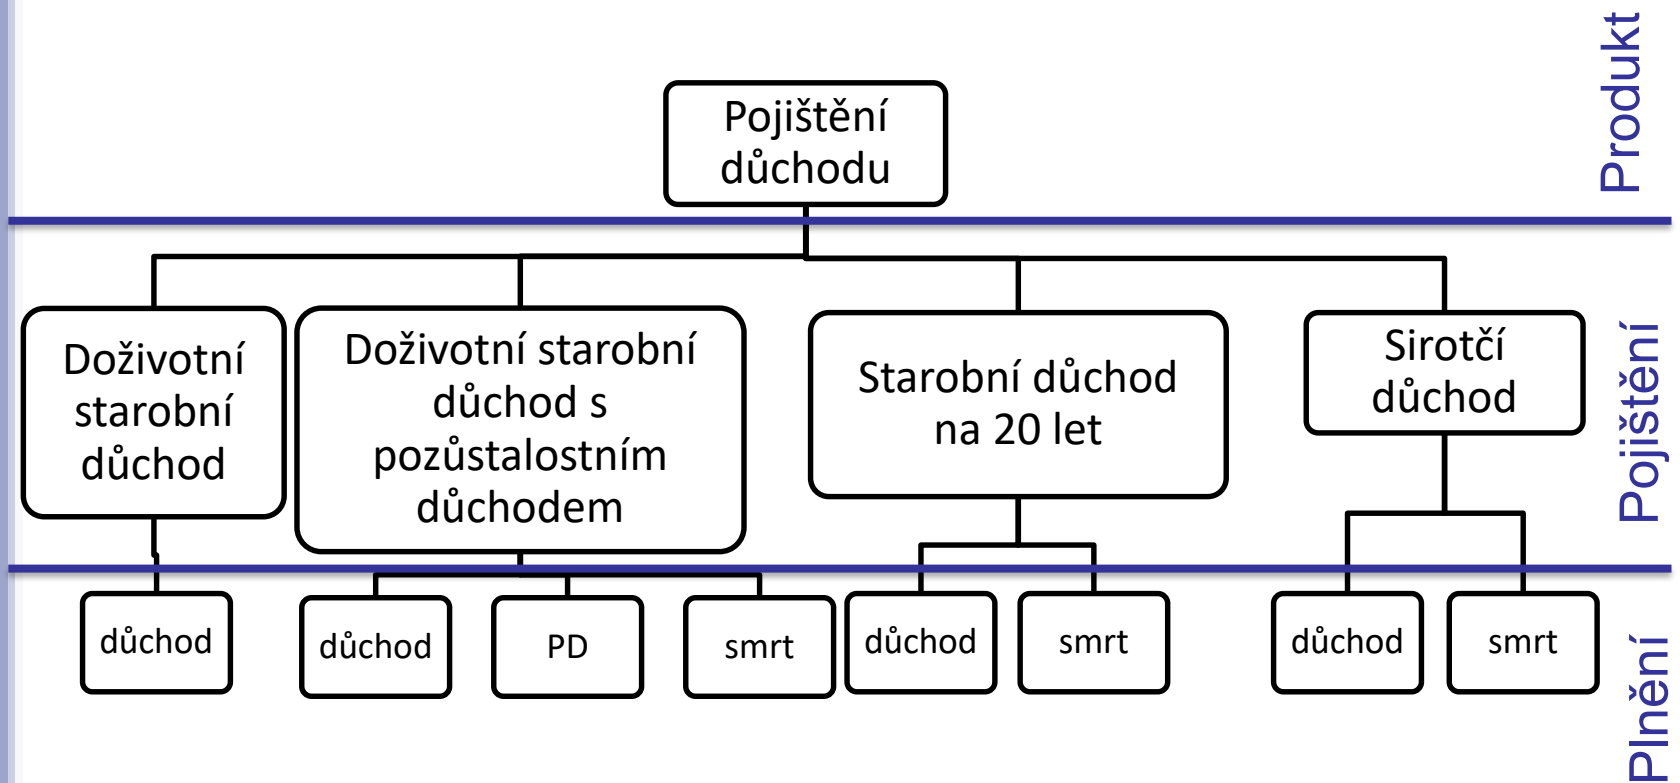 Produkt
Pojištění
důchodu
Doživotní
starobní
důchod
Doživotní starobní
důchod s
pozůstalostním
důchodem
Starobní důchod
na 20 let
Sirotčí
důchod
Pojištění
důchod
důchod
PD
smrt
důchod
smrt
důchod
smrt
Plnění